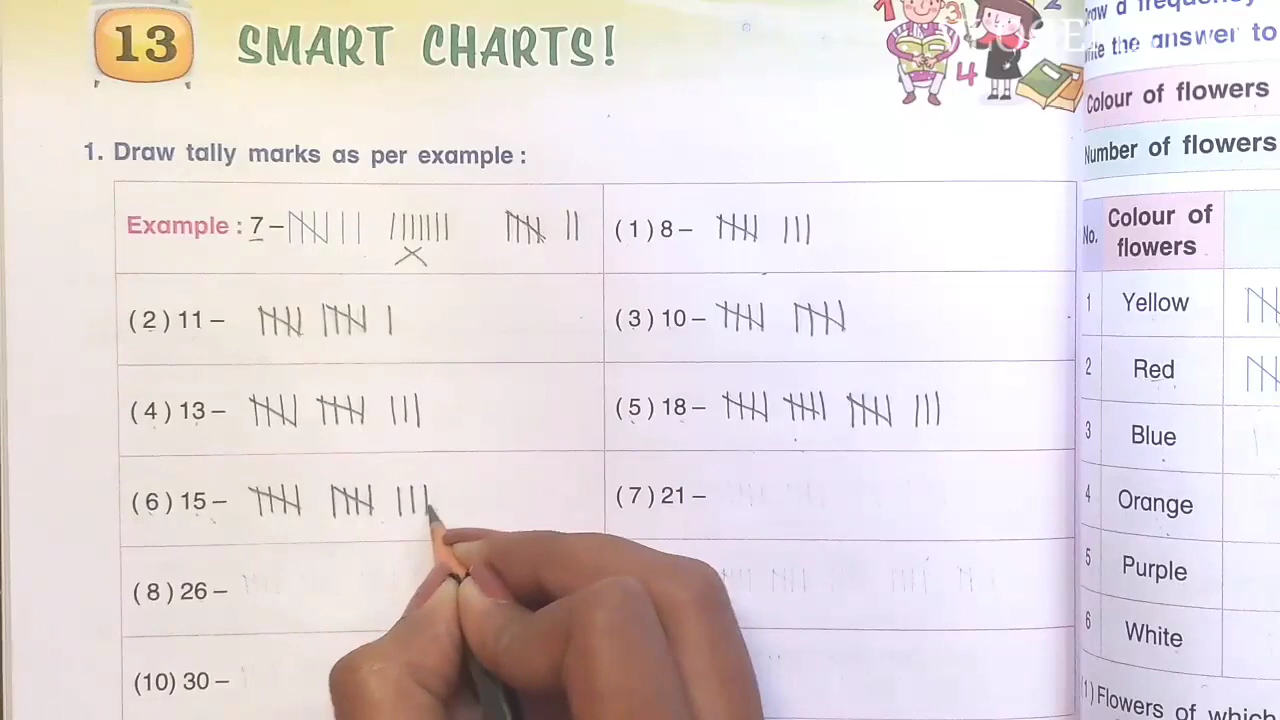 13 SMART CHARTS!
1. Draw tally marks as per example :
Example : 7 –
( 1 ) 8 –
( 2 ) 11 –
( 3 ) 10 –
( 4 ) 13 –
( 5 ) 18 –
( 6 ) 15 –
( 7 ) 21 –
( 8 ) 26 –
(10) 30 –
the answer to
Colour of flowers
Number of flowers
No. Colour of flowers
1 Yellow
2 Red
3 Blue
4 Orange
5 Purple
6 White
(1) Flowers of which